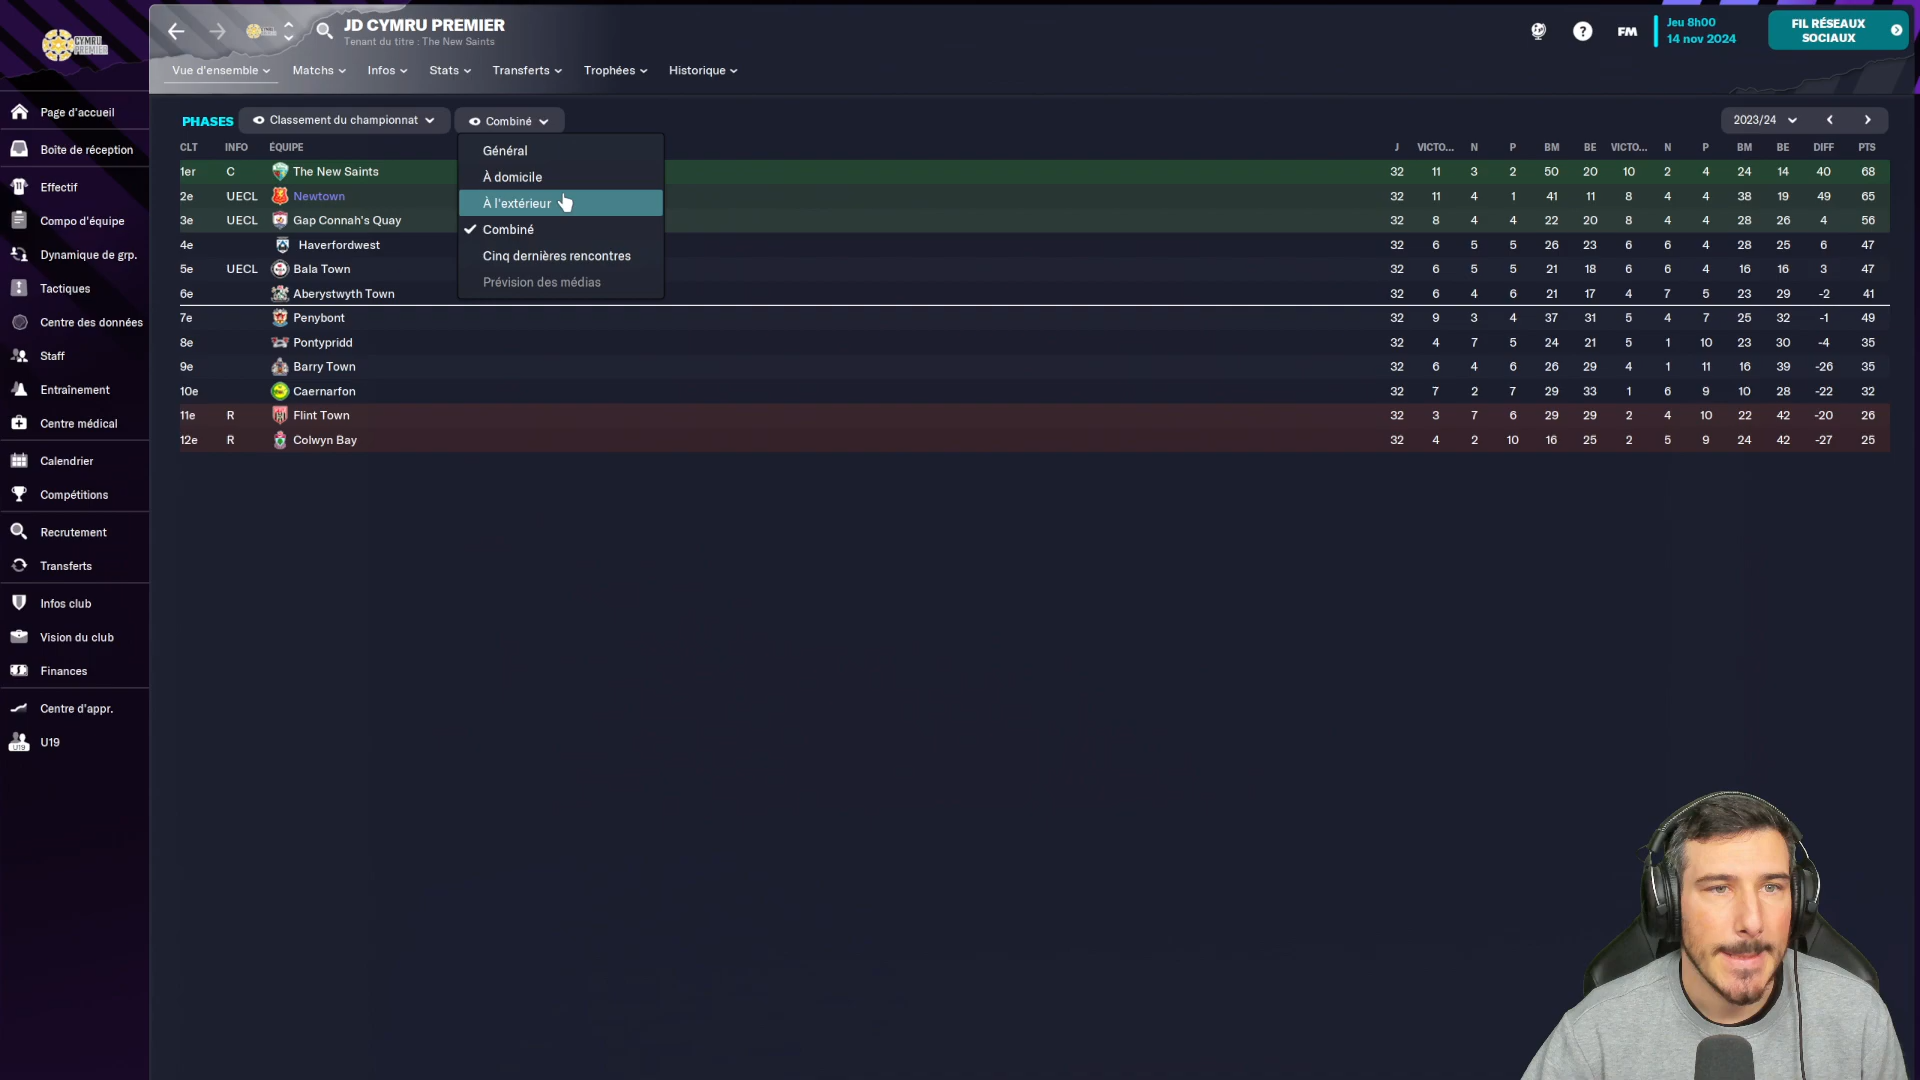 CYMRU PREMIER
JD CYMRU PREMIER
Tenant du titre : The New Saints
? FM Jeu 8h00
14 nov 2024
FIL RÉSEAUX
SOCIAUX
Vue d'ensemble Matchs Infos Stats Transferts Trophées Historique
Page d'accueil
Boîte de réception
Effectif
Compo d'équipe
Dynamique de grp.
Tactiques
Centre des données
Staff
Entraînement
Centre médical
Calendrier
Compétitions
Recrutement
Transferts
Infos club
Vision du club
Finances
Centre d'appr.
U19 U19
PHASES Classement du championnat Combiné 2023/24
Général
À domicile
À l'extérieur
Combiné
Cinq dernières rencontres
Prévision des médias
CLT INFO ÉQUIPE J VICTO... N P BM BE VICTO... N P BM BE DIFF PTS
1er C The New Saints 32 11 3 2 50 20 10 2 4 24 14 40 68
2e UECL Newtown 32 11 4 1 41 11 8 4 4 38 19 49 65
3e UECL Gap Connah's Quay 32 8 4 4 22 20 8 4 4 28 26 4 56
4e Haverfordwest 32 6 5 5 26 23 6 6 4 28 25 6 47
5e UECL Bala Town 32 6 5 5 21 18 6 6 4 16 16 3 47
6e Aberystwyth Town 32 6 4 6 21 17 4 7 5 23 29 -2 41
7e Penybont 32 9 3 4 37 31 5 4 7 25 32 -1 49
8e Pontypridd 32 4 7 5 24 21 5 1 10 23 30 -4 35
9e Barry Town 32 6 4 6 26 29 4 1 11 16 39 -26 35
10e Caernarfon 32 7 2 7 29 33 1 6 9 10 28 -22 32
11e R Flint Town 32 3 7 6 29 29 2 4 10 22 42 -20 26
12e R Colwyn Bay 32 4 2 10 16 25 2 5 9 24 42 -27 25